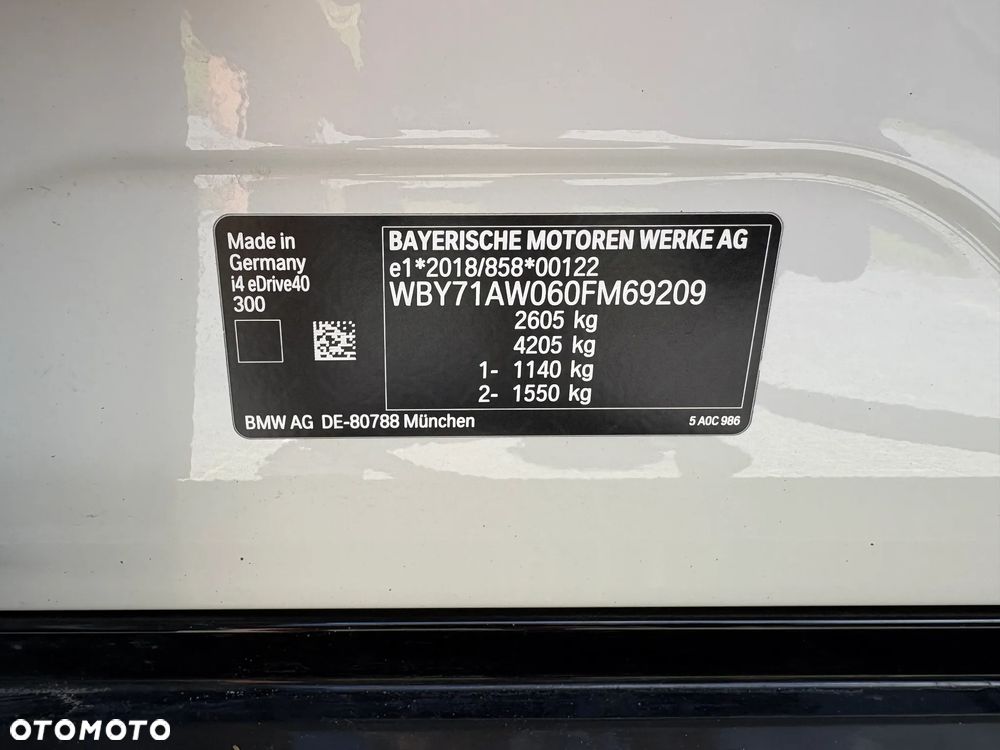 Made in
Germany
i4 eDrive40
300
BAYERISCHE MOTOREN WERKE AG
e1*2018/858*00122
WBY71AW060FM69209
2605 kg
4205 kg
1- 1140 kg
2- 1550 kg
BMW AG DE-80788 München
5 A0C 986
OTOMOTO